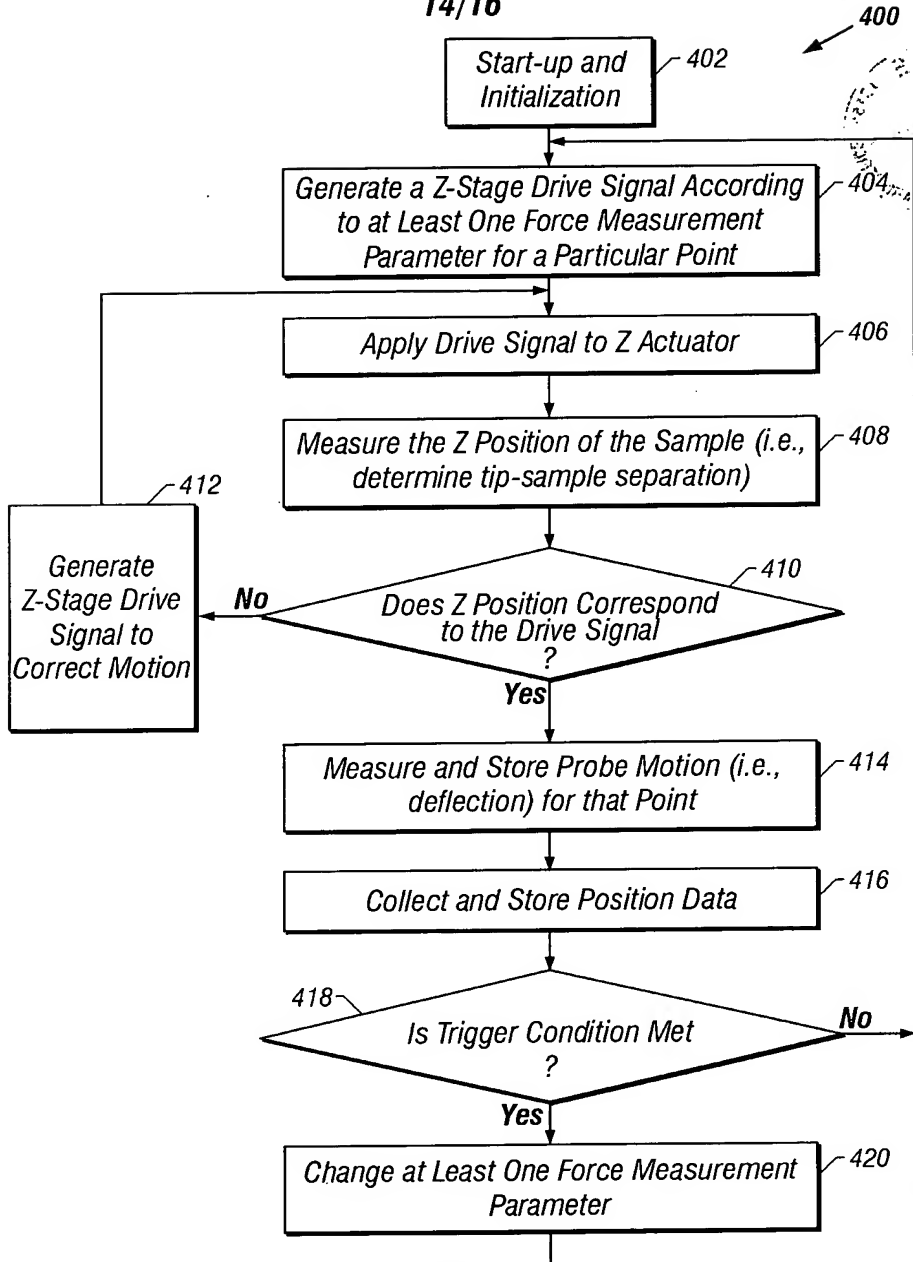 14/16
400
Start-up and
Initialization
402
Generate a Z-Stage Drive Signal According
to at Least One Force Measurement
Parameter for a Particular Point
404
Apply Drive Signal to Z Actuator
406
Measure the Z Position of the Sample (i.e.,
determine tip-sample separation)
408
412
Generate
Z-Stage Drive
Signal to
Correct Motion
No
410
Does Z Position Correspond
to the Drive Signal
?
Yes
Measure and Store Probe Motion (i.e.,
deflection) for that Point
414
Collect and Store Position Data
416
418
Is Trigger Condition Met
?
No
Yes
Change at Least One Force Measurement
Parameter
420